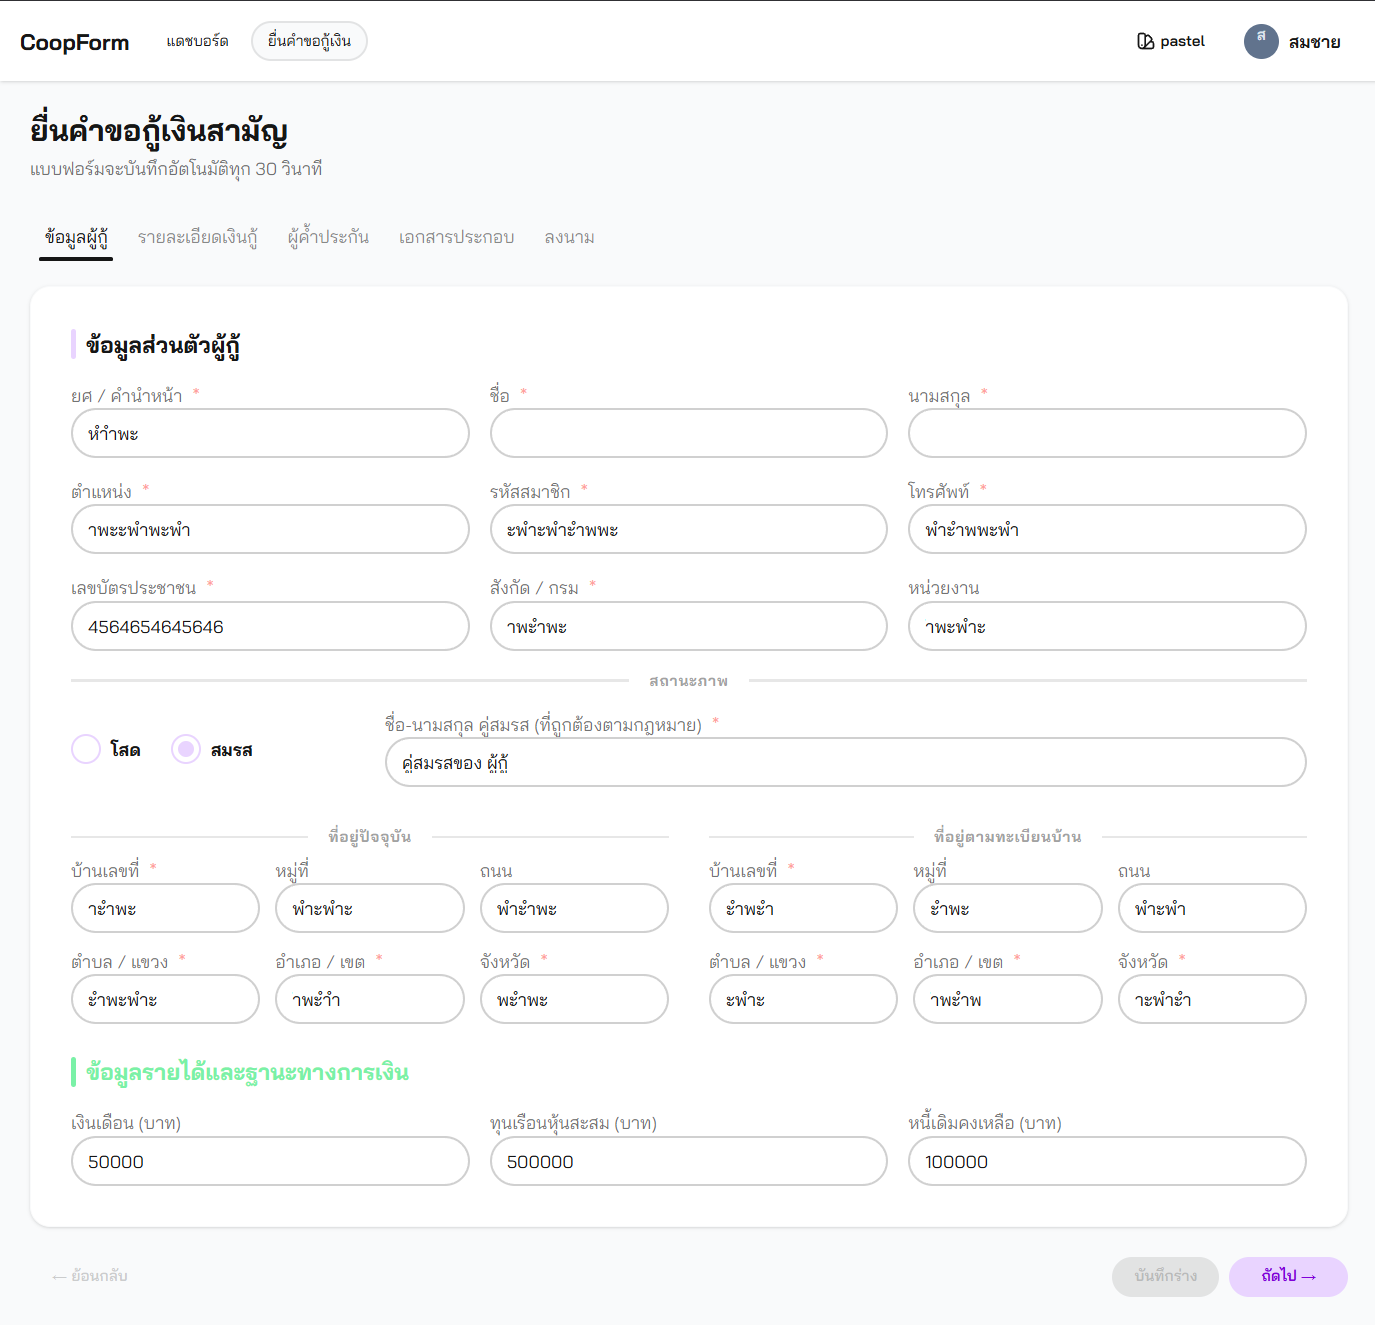 CoopForm แดชบอร์ด ยื่นคำขอกู้เงิน pastel ส สมชาย
ยื่นคำขอกู้เงินสามัญ
แบบฟอร์มจะบันทึกอัตโนมัติทุก 30 วินาที
ข้อมูลผู้กู้ รายละเอียดเงินกู้ ผู้ค้ำประกัน เอกสารประกอบ ลงนาม
ข้อมูลส่วนตัวผู้กู้
ยศ / คำนำหน้า * ชื่อ * นามสกุล *
หำำพะ
ตำแหน่ง * รหัสสมาชิก * โทรศัพท์ *
าพะะพำพะพำ ะพำะพำะำพพะ พำะำพพะพำ
เลขบัตรประชาชน * สังกัด / กรม * หน่วยงาน
4564654645646 าพะำพะ าพะพำะ
สถานะภาพ
ชื่อ-นามสกุล คู่สมรส (ที่ถูกต้องตามกฎหมาย) *
โสด สมรส คู่สมรสของ ผู้กู้
ที่อยู่ปัจจุบัน ที่อยู่ตามทะเบียนบ้าน
บ้านเลขที่ * หมู่ที่ ถนน บ้านเลขที่ * หมู่ที่ ถนน
าะำพะ พำะพำะ พำะำพะ ะำพะำ ะำพะ พำะพำ
ตำบล / แขวง * อำเภอ / เขต * จังหวัด * ตำบล / แขวง * อำเภอ / เขต * จังหวัด *
ะำพะพำะ าพะำำ พะำพะ ะพำะ าพะำพ าะพำะำ
ข้อมูลรายได้และฐานะทางการเงิน
เงินเดือน (บาท) ทุนเรือนหุ้นสะสม (บาท) หนี้เดิมคงเหลือ (บาท)
50000 500000 100000
← ย้อนกลับ บันทึกร่าง ถัดไป →